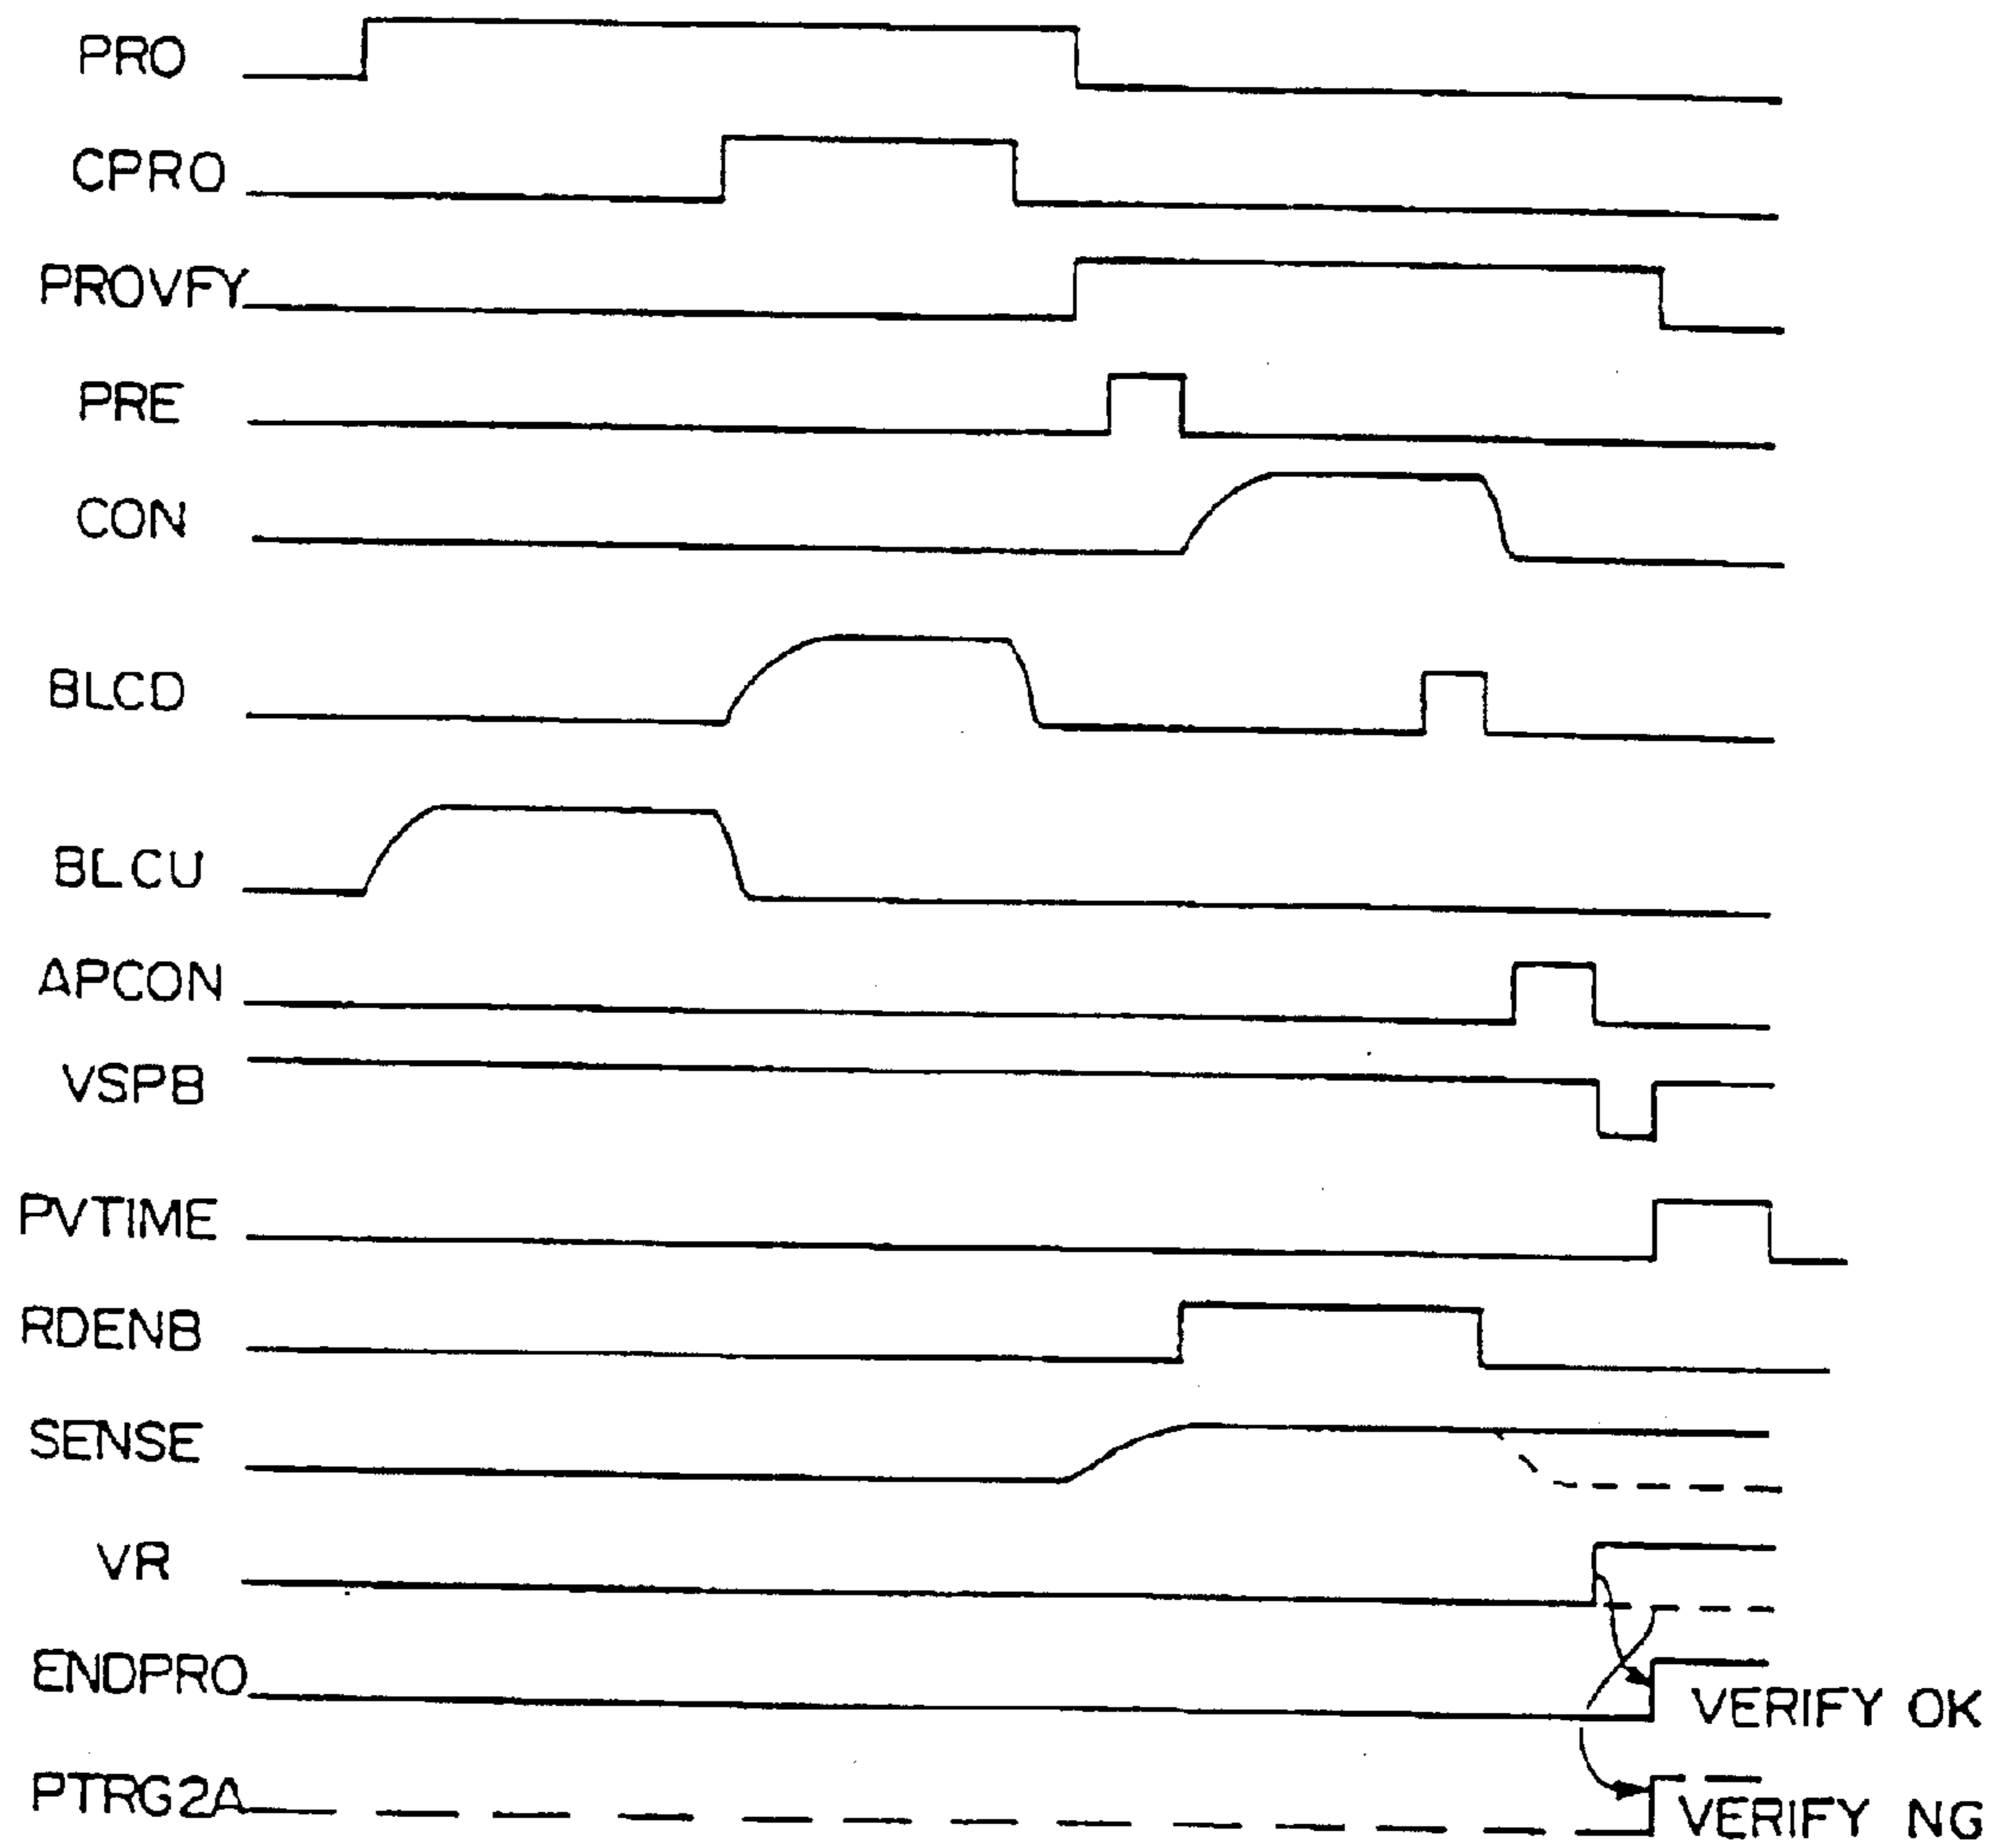 PRO
CPRO
PROVFY
PRE
CON
BLCD
BLCU
APCON
VSPB
PVTIME
RDENB
SENSE
VR
ENDPRO
VERIFY OK
PTRG2A
VERIFY NG